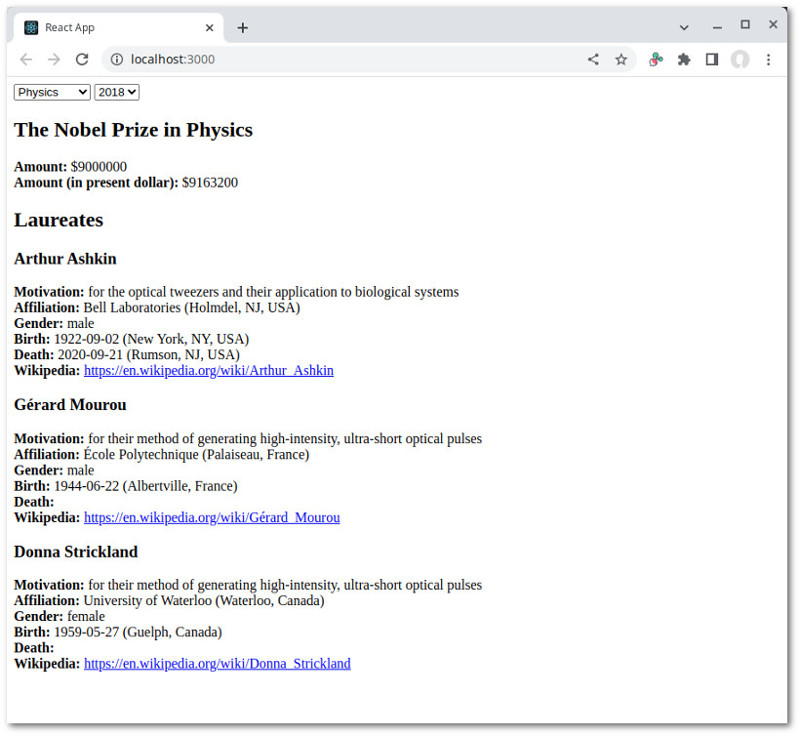 React App
localhost:3000
Physics 2018
The Nobel Prize in Physics
Amount: $9000000
Amount (in present dollar): $9163200
Laureates
Arthur Ashkin
Motivation: for the optical tweezers and their application to biological systems
Affiliation: Bell Laboratories (Holmdel, NJ, USA)
Gender: male
Birth: 1922-09-02 (New York, NY, USA)
Death: 2020-09-21 (Rumson, NJ, USA)
Wikipedia: https://en.wikipedia.org/wiki/Arthur_Ashkin
Gérard Mourou
Motivation: for their method of generating high-intensity, ultra-short optical pulses
Affiliation: École Polytechnique (Palaiseau, France)
Gender: male
Birth: 1944-06-22 (Albertville, France)
Death:
Wikipedia: https://en.wikipedia.org/wiki/Gérard_Mourou
Donna Strickland
Motivation: for their method of generating high-intensity, ultra-short optical pulses
Affiliation: University of Waterloo (Waterloo, Canada)
Gender: female
Birth: 1959-05-27 (Guelph, Canada)
Death:
Wikipedia: https://en.wikipedia.org/wiki/Donna_Strickland